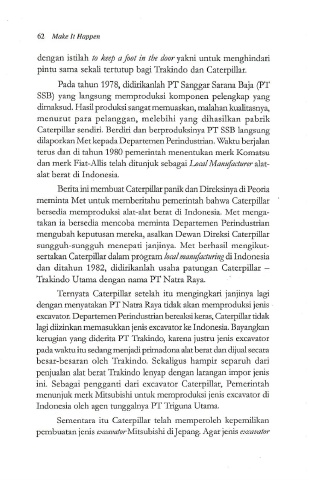 62 Make It Happen
dengan istilah to keep a foot in the door yakni untuk menghindari
pintu sama sekali tertutup bagi Trakindo dan Caterpillar.
Pada tahun 1978, didirikanlah PT Sanggar Sarana Baja (PT
SSB) yang langsung memproduksi komponen pelengkap yang
dimaksud. Hasil produksi sangat memuaskan, malahan kualitasnya,
menurut para pelanggan, melebihi yang dihasilkan pabrik
Caterpillar sendiri. Berdiri dan berproduksinya PT SSB langsung
dilaporkan Met kepada Departemen Perindustrian. Waktu berjalan
terus dan di tahun 1980 pemerintah menentukan merk Komatsu
dan merk Fiat-Allis telah ditunjuk sebagai Local Manufacturer alat-
alat berat di Indonesia.
Berita ini membuat Caterpillar panik dan Direksinya di Peoria
meminta Met untuk memberitahu pemerintah bahwa Caterpillar
bersedia memproduksi alat-alat berat di Indonesia. Met menga-
takan ia bersedia mencoba meminta Departemen Perindustrian
mengubah keputusan mereka, asalkan Dewan Direksi Caterpillar
sungguh-sungguh menepati janjinya. Met berhasil mengikut-
sertakan Caterpillar dalam program local manufacturing di Indonesia
dan ditahun 1982, didirikanlah usaha patungan Caterpillar –
Trakindo Utama dengan nama PT Natra Raya.
Ternyata Caterpillar setelah itu mengingkari janjinya lagi
dengan menyatakan PT Natra Raya tidak akan memproduksi jenis
excavator. Departemen Perindustrian bereaksi keras, Caterpillar tidak
lagi diizinkan memasukkan jenis excavator ke Indonesia. Bayangkan
kerugian yang diderita PT Trakindo, karena justru jenis excavator
pada waktu itu sedang menjadi primadona alat berat dan dijual secara
besar-besaran oleh Trakindo. Sekaligus hampir separuh dari
penjualan alat berat Trakindo lenyap dengan larangan impor jenis
ini. Sebagai pengganti dari excavator Caterpillar, Pemerintah
menunjuk merk Mitsubishi untuk memproduksi jenis excavator di
Indonesia oleh agen tunggalnya PT Triguna Utama.
Sementara itu Caterpillar telah memperoleh kepemilikan
pembuatan jenis excavator Mitsubishi di Jepang. Agar jenis excavator